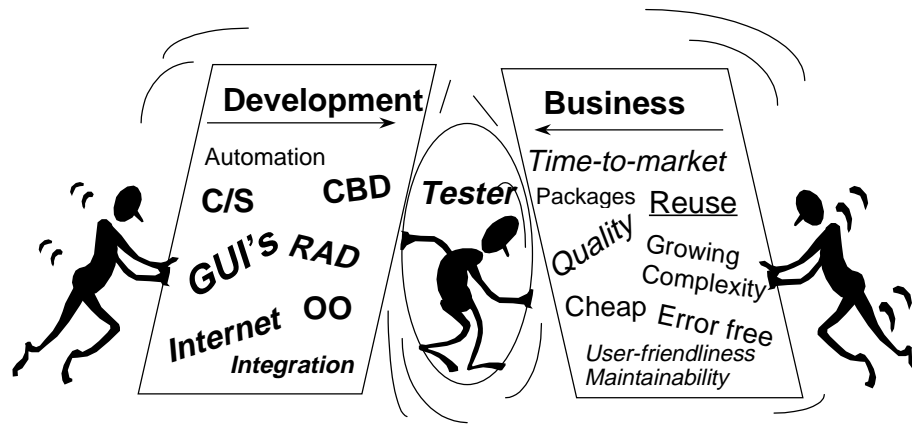 Development
Automation
C/S
CBD
GUI's
RAD
Internet
OO
Integration
Tester
Business
Time-to-market
Packages
Reuse
Quality
Growing
Complexity
Cheap
Error free
User-friendliness
Maintainability